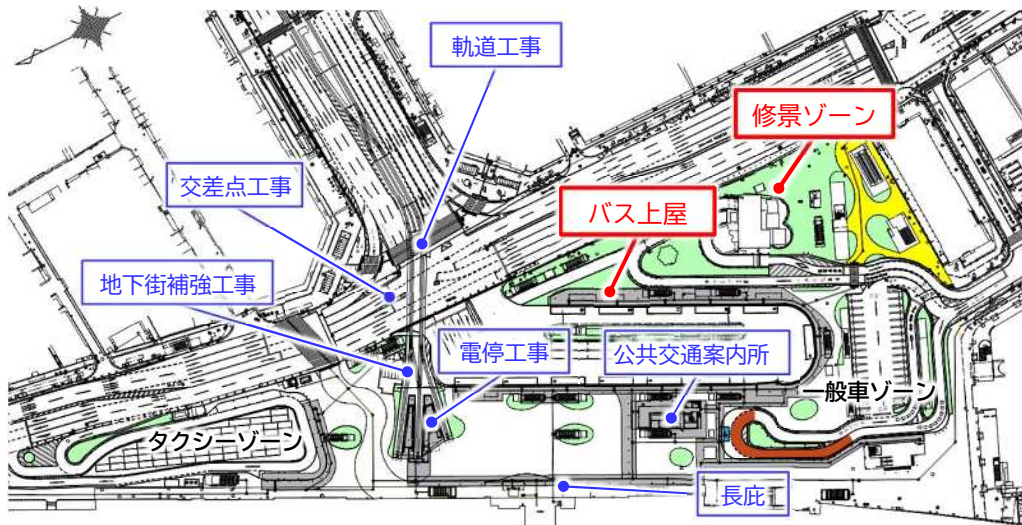 軌道工事
修景ゾーン
交差点工事
バス上屋
地下街補強工事
電停工事
公共交通案内所
一般車ゾーン
タクシーゾーン
長庇